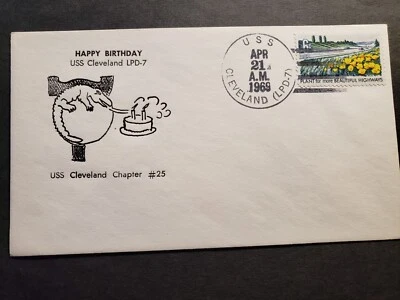 HAPPY BIRTHDAY
USS Cleveland LPD-7
USS Cleveland Chapter #25
USS
CLEVELAND (LPD-7)
APR
21
A.M.
1969
PLANT for more BEAUTIFUL HIGHWAYS